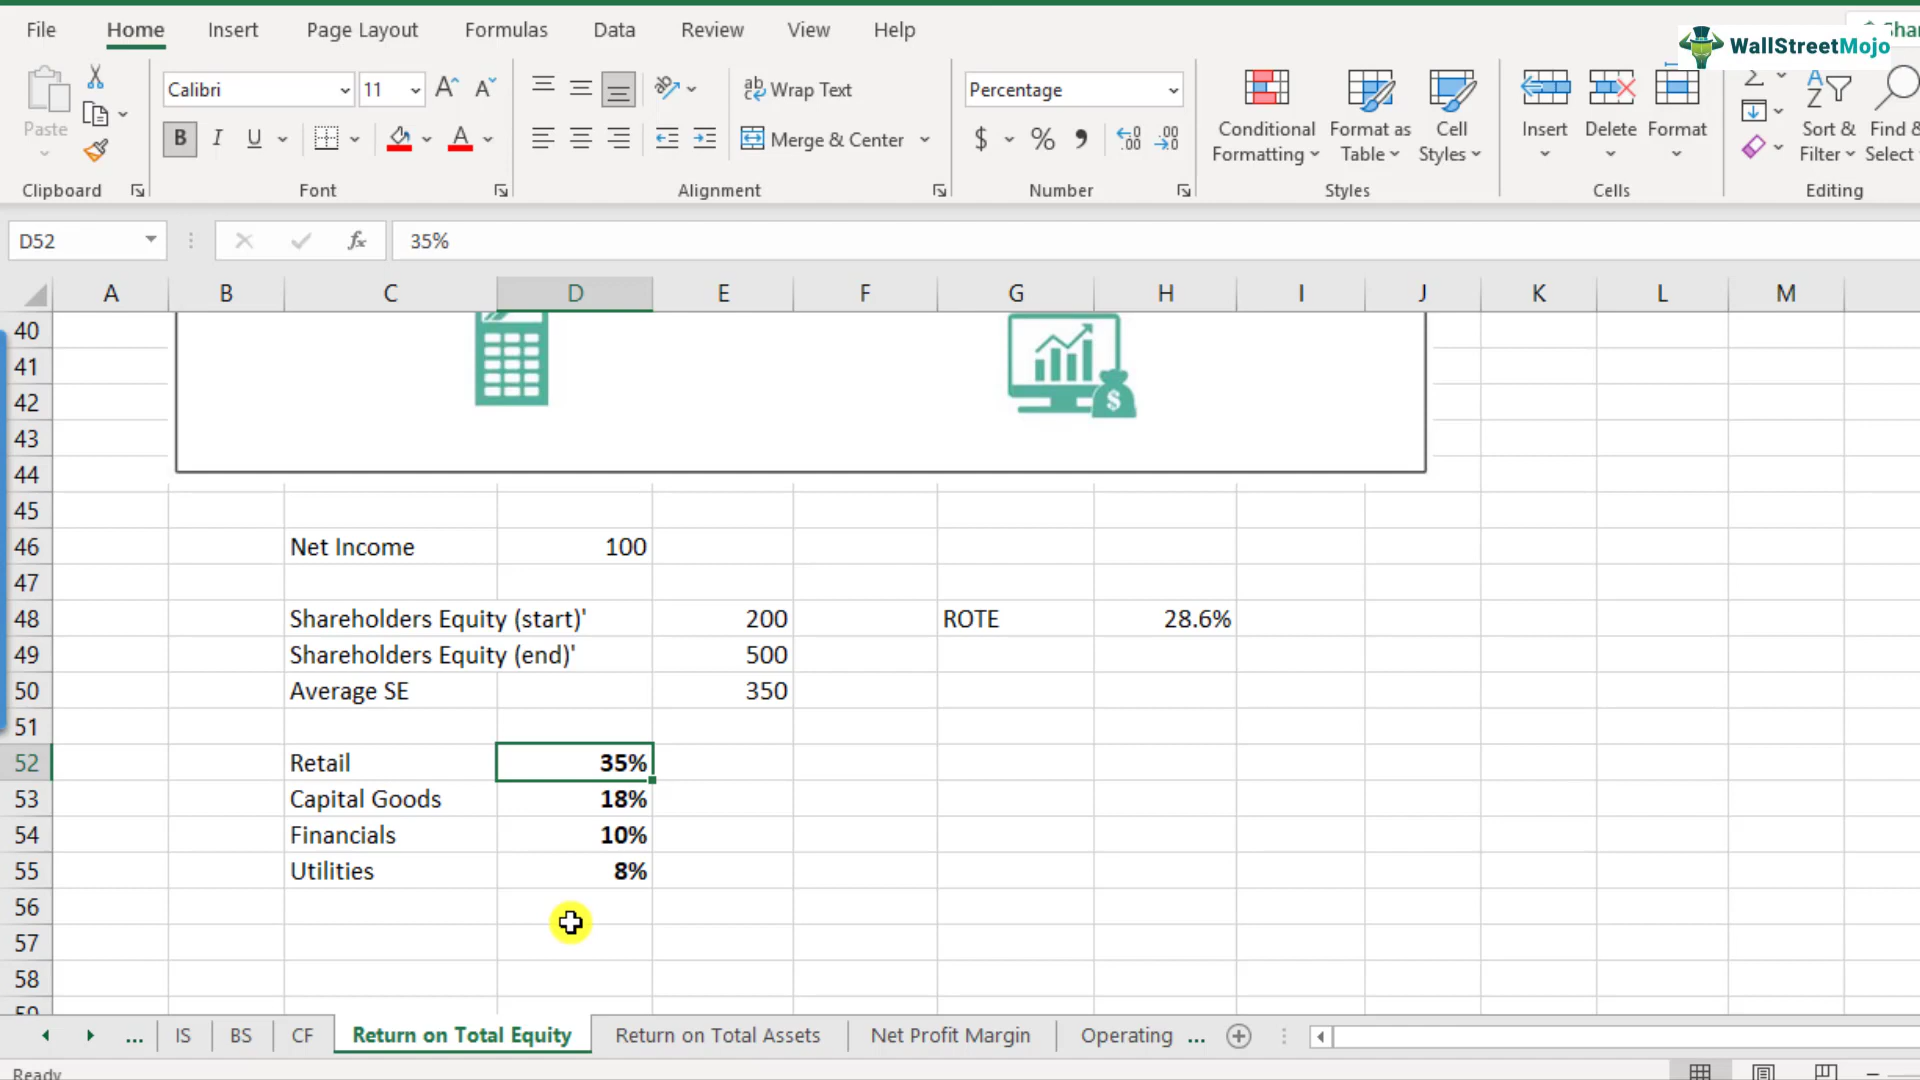 File Home Insert Page Layout Formulas Data Review View Help
WallStreetMojo
Calibri 11 Wrap Text Percentage
Paste B I U Merge & Center $ % Conditional Formatting Format as Table Cell Styles Insert Delete Format Sort & Filter Find & Select
Clipboard Font Alignment Number Styles Cells Editing
D52 fx 35%
A B C D E F G H I J K L M
40
41
42
43
44
45
46 Net Income 100
47
48 Shareholders Equity (start)' 200 ROTE 28.6%
49 Shareholders Equity (end)' 500
50 Average SE 350
51
52 Retail 35%
53 Capital Goods 18%
54 Financials 10%
55 Utilities 8%
56
57
58
... IS BS CF Return on Total Equity Return on Total Assets Net Profit Margin Operating ...
Ready